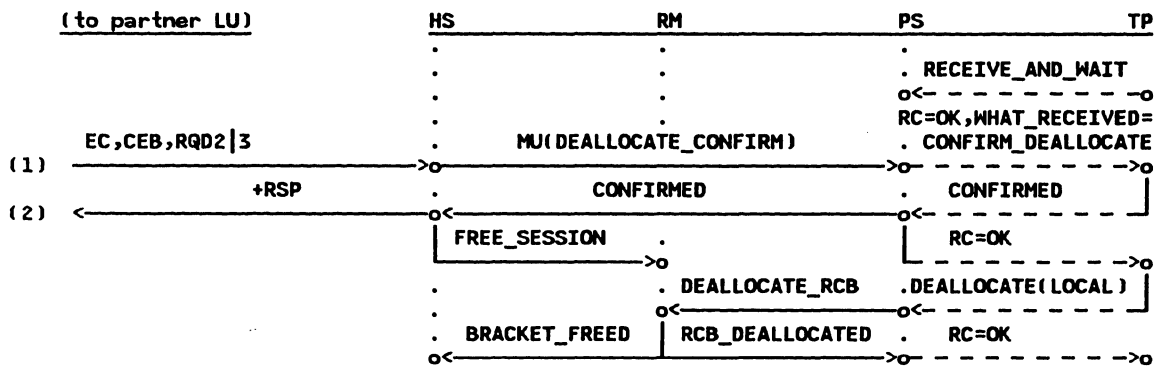 (to partner LU) HS RM PS TP
RECEIVE_AND_WAIT
RC=OK,WHAT_RECEIVED=
EC,CEB,RQD2|3 MU(DEALLOCATE_CONFIRM) CONFIRM_DEALLOCATE
(1)
+RSP CONFIRMED CONFIRMED
(2)
FREE_SESSION RC=OK
DEALLOCATE_RCB DEALLOCATE(LOCAL)
BRACKET_FREED RCB_DEALLOCATED RC=OK